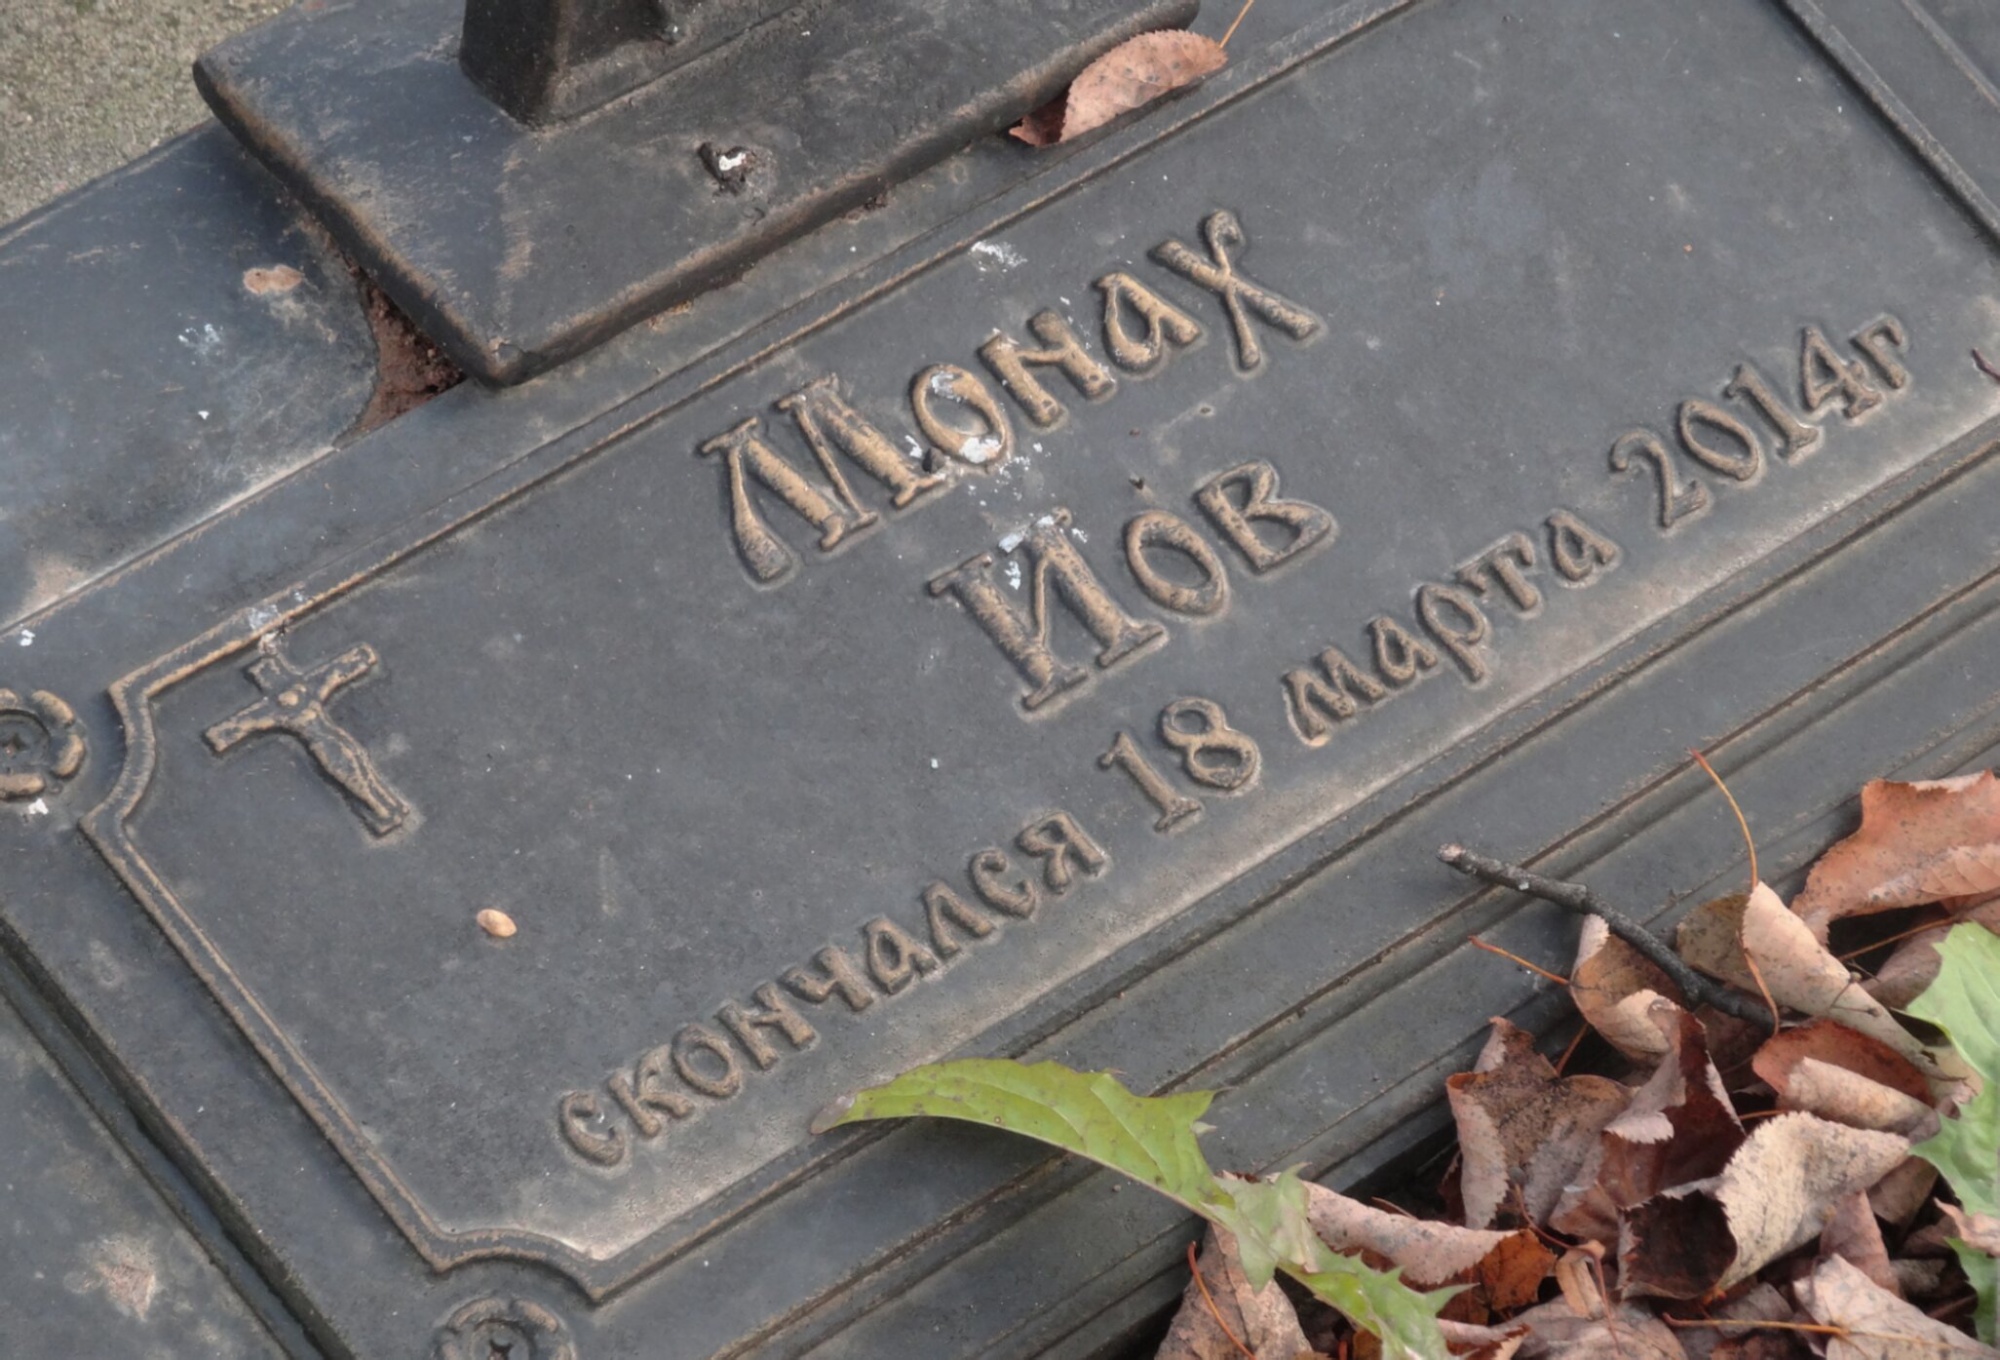 Монах
Иов
скончался 18 марта 2014г